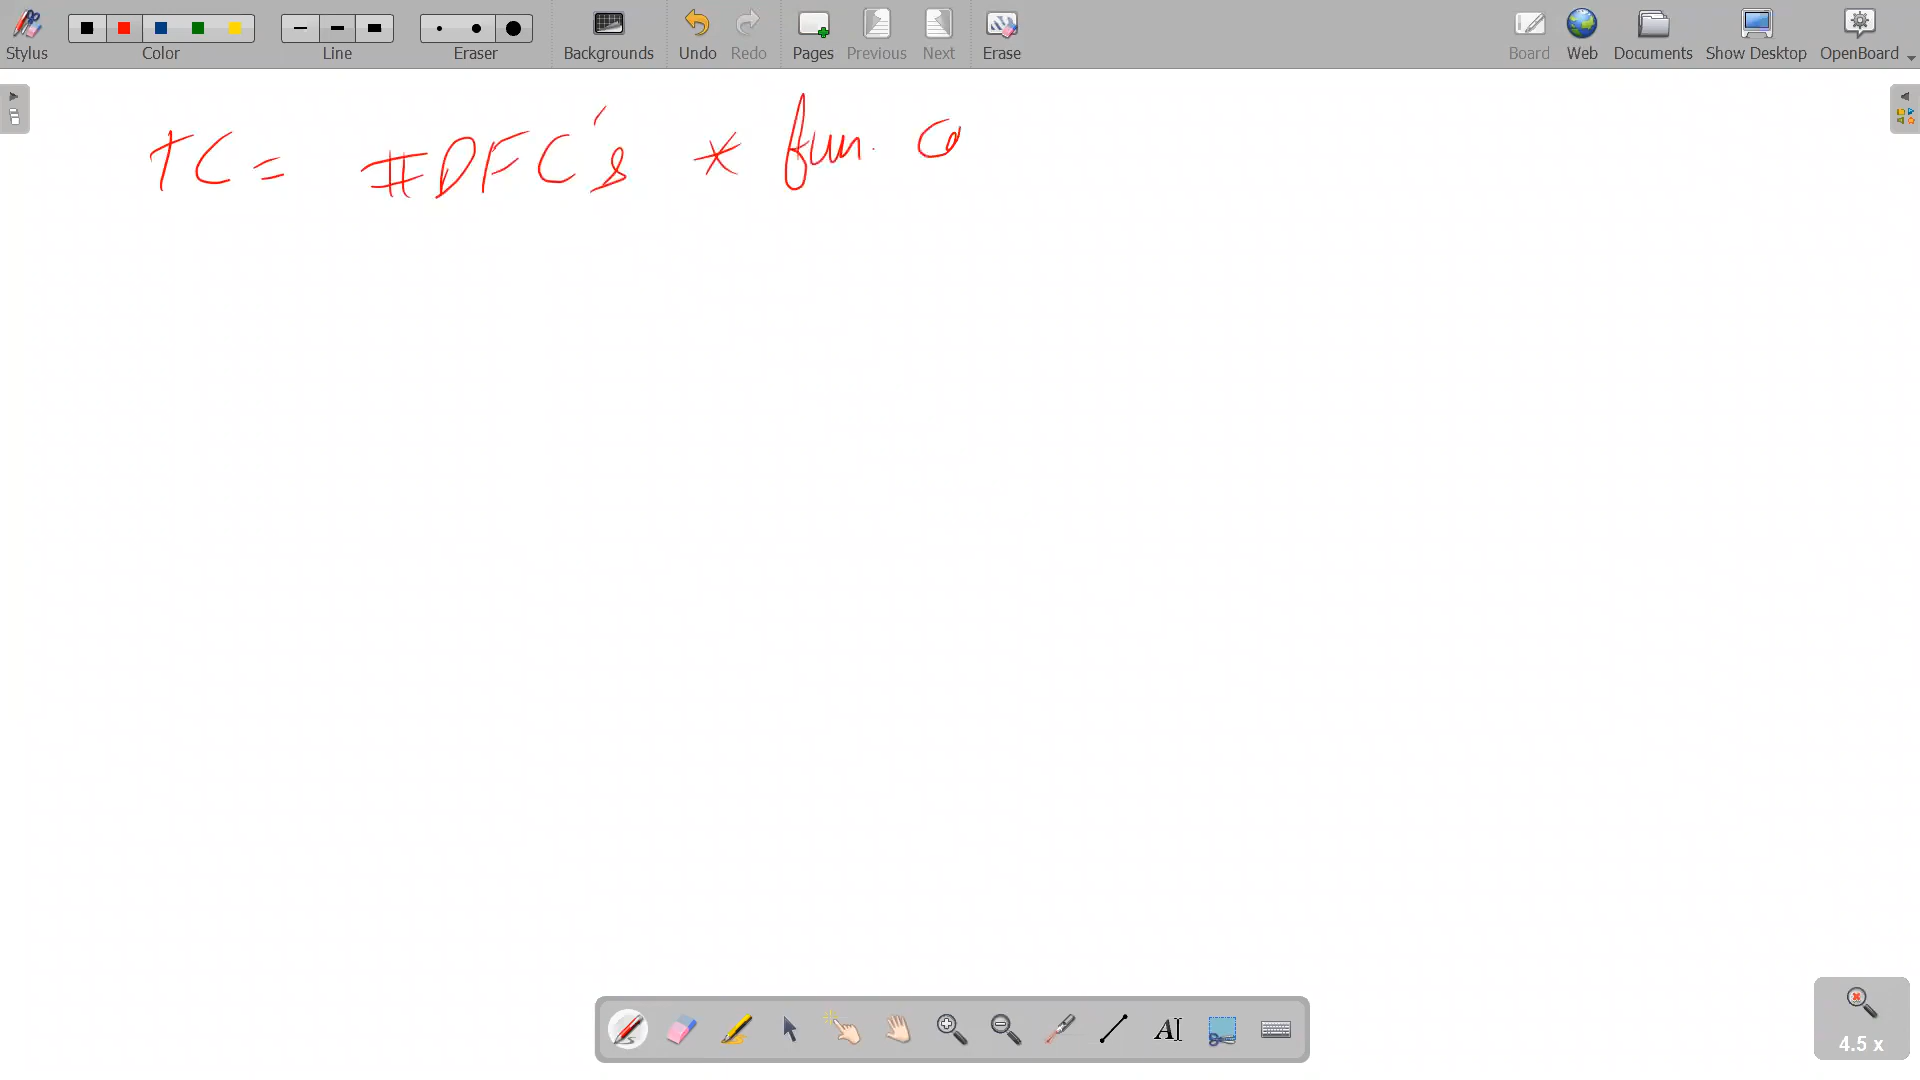 Stylus Color Line Eraser Backgrounds Undo Redo Pages Previous Next Erase Board Web Documents Show Desktop OpenBoard
TC = #DFC's * fun. co
4.5 x